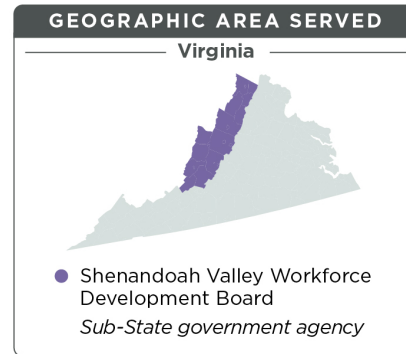 GEOGRAPHIC AREA SERVED
Virginia
Shenandoah Valley Workforce
Development Board
Sub-State government agency